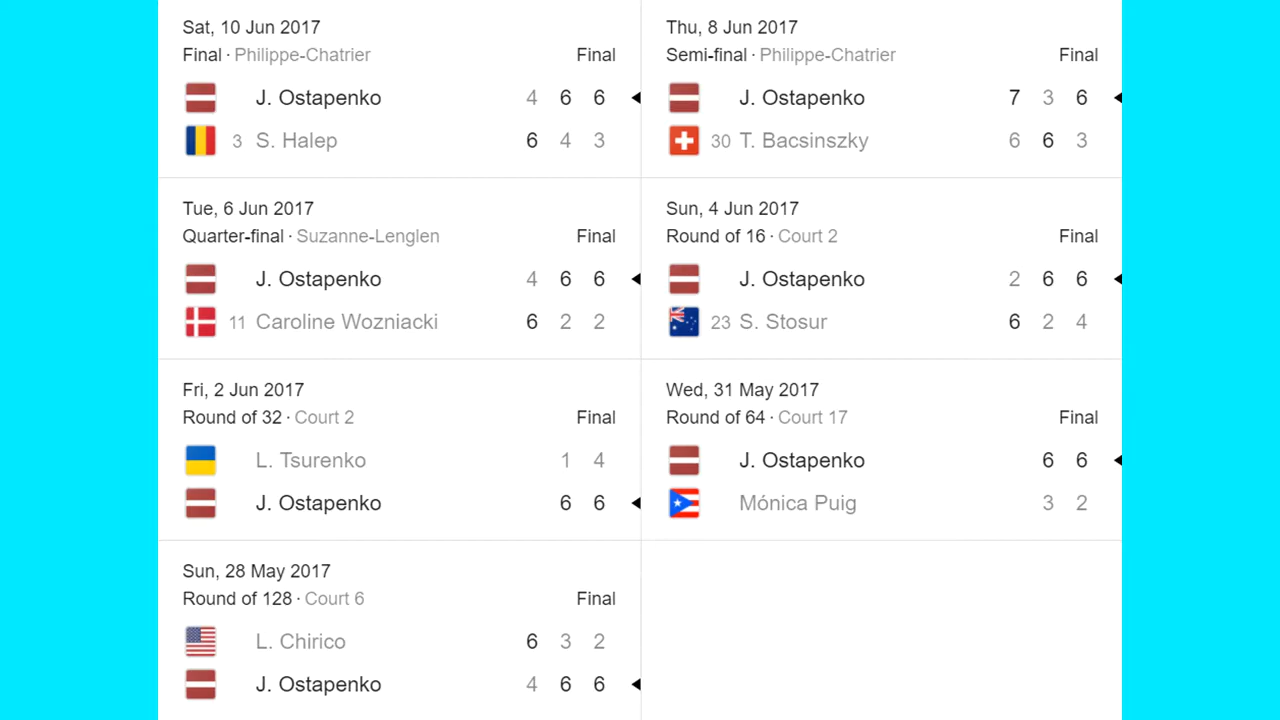 Sat, 10 Jun 2017
Final · Philippe-Chatrier Final
J. Ostapenko 4 6 6
3 S. Halep 6 4 3
Thu, 8 Jun 2017
Semi-final · Philippe-Chatrier Final
J. Ostapenko 7 3 6
30 T. Bacsinszky 6 6 3
Tue, 6 Jun 2017
Quarter-final · Suzanne-Lenglen Final
J. Ostapenko 4 6 6
11 Caroline Wozniacki 6 2 2
Sun, 4 Jun 2017
Round of 16 · Court 2 Final
J. Ostapenko 2 6 6
23 S. Stosur 6 2 4
Fri, 2 Jun 2017
Round of 32 · Court 2 Final
L. Tsurenko 1 4
J. Ostapenko 6 6
Wed, 31 May 2017
Round of 64 · Court 17 Final
J. Ostapenko 6 6
Mónica Puig 3 2
Sun, 28 May 2017
Round of 128 · Court 6 Final
L. Chirico 6 3 2
J. Ostapenko 4 6 6